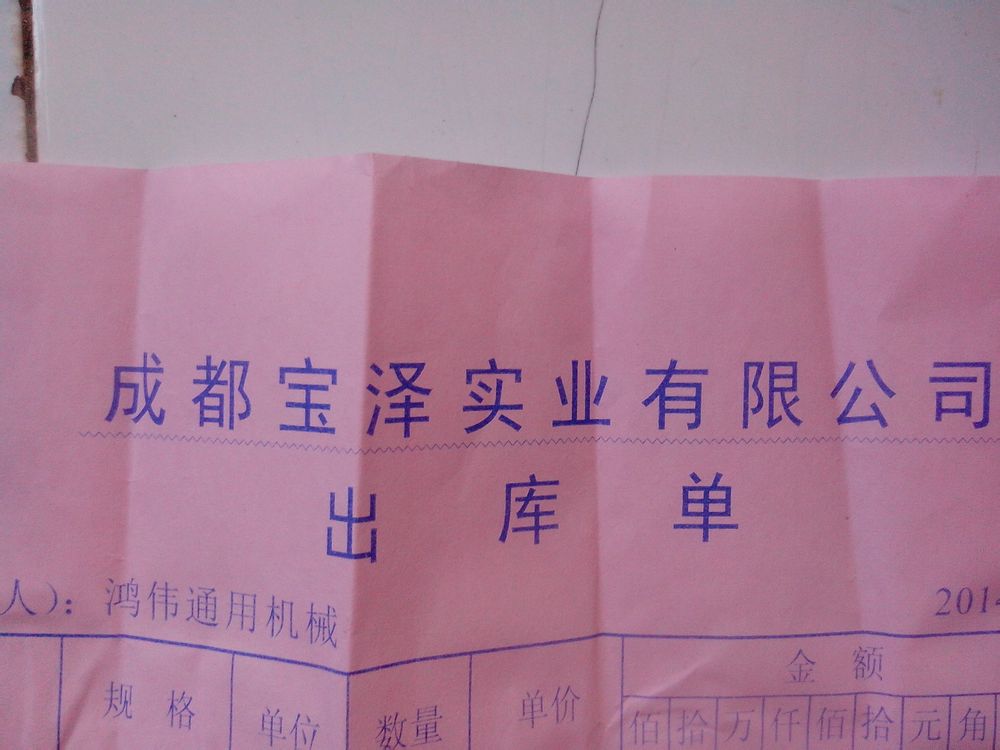 成都宝泽实业有限公司
出库单
人）：鸿伟通用机械 201
规格 单位 数量 单价 金额
佰 拾 万 仟 佰 拾 元 角